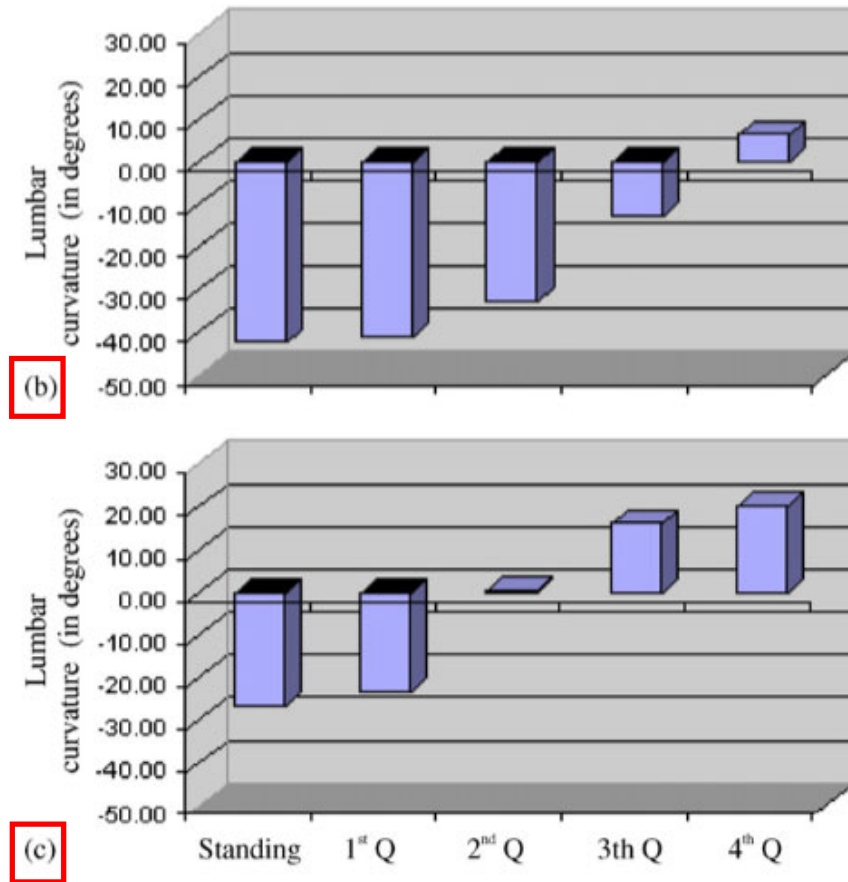 30.00
20.00
10.00
0.00
-10.00
-20.00
-30.00
-40.00
-50.00
Lumbar
curvature (in degrees)
(b)
30.00
20.00
10.00
0.00
-10.00
-20.00
-30.00
-40.00
-50.00
Lumbar
curvature (in degrees)
(c)
Standing 1st Q 2nd Q 3th Q 4th Q